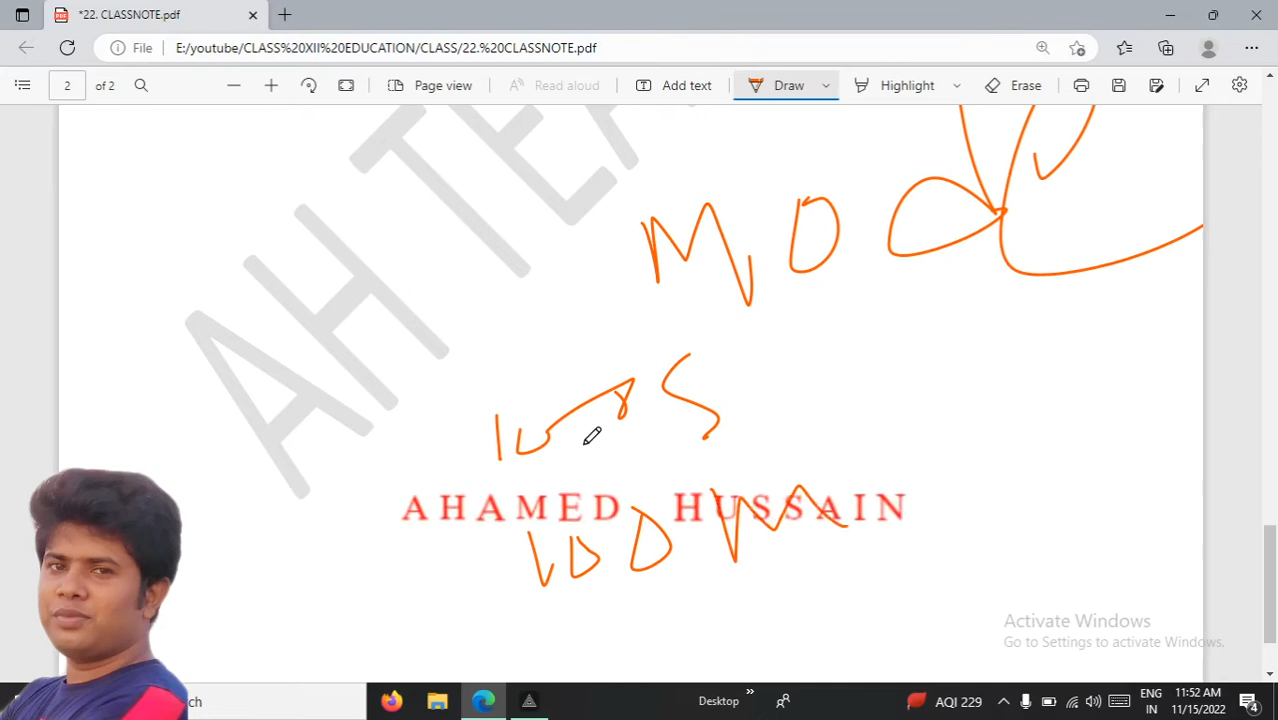 *22. CLASSNOTE.pdf
File E:/youtube/CLASS%20XII%20EDUCATION/CLASS/22.%20CLASSNOTE.pdf
2 of 2 Page view Read aloud Add text Draw Highlight Erase
AH
Mode
AHAMED HUSSAIN
Activate Windows
Go to Settings to activate Windows.
Desktop AQI 229 ENG 11:52 AM
IN 11/15/2022 4